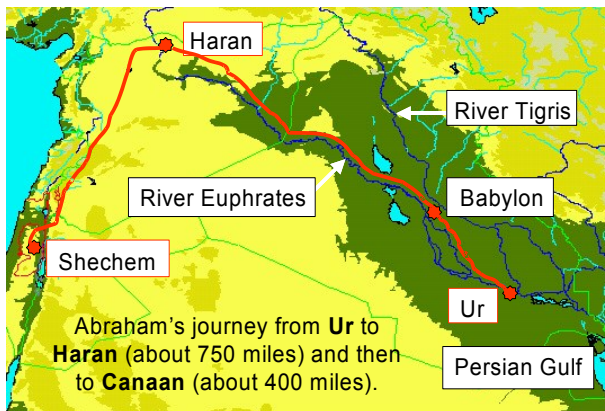 Haran
River Tigris
River Euphrates
Babylon
Shechem
Ur
Abraham’s journey from Ur to
Haran (about 750 miles) and then
to Canaan (about 400 miles).
Persian Gulf